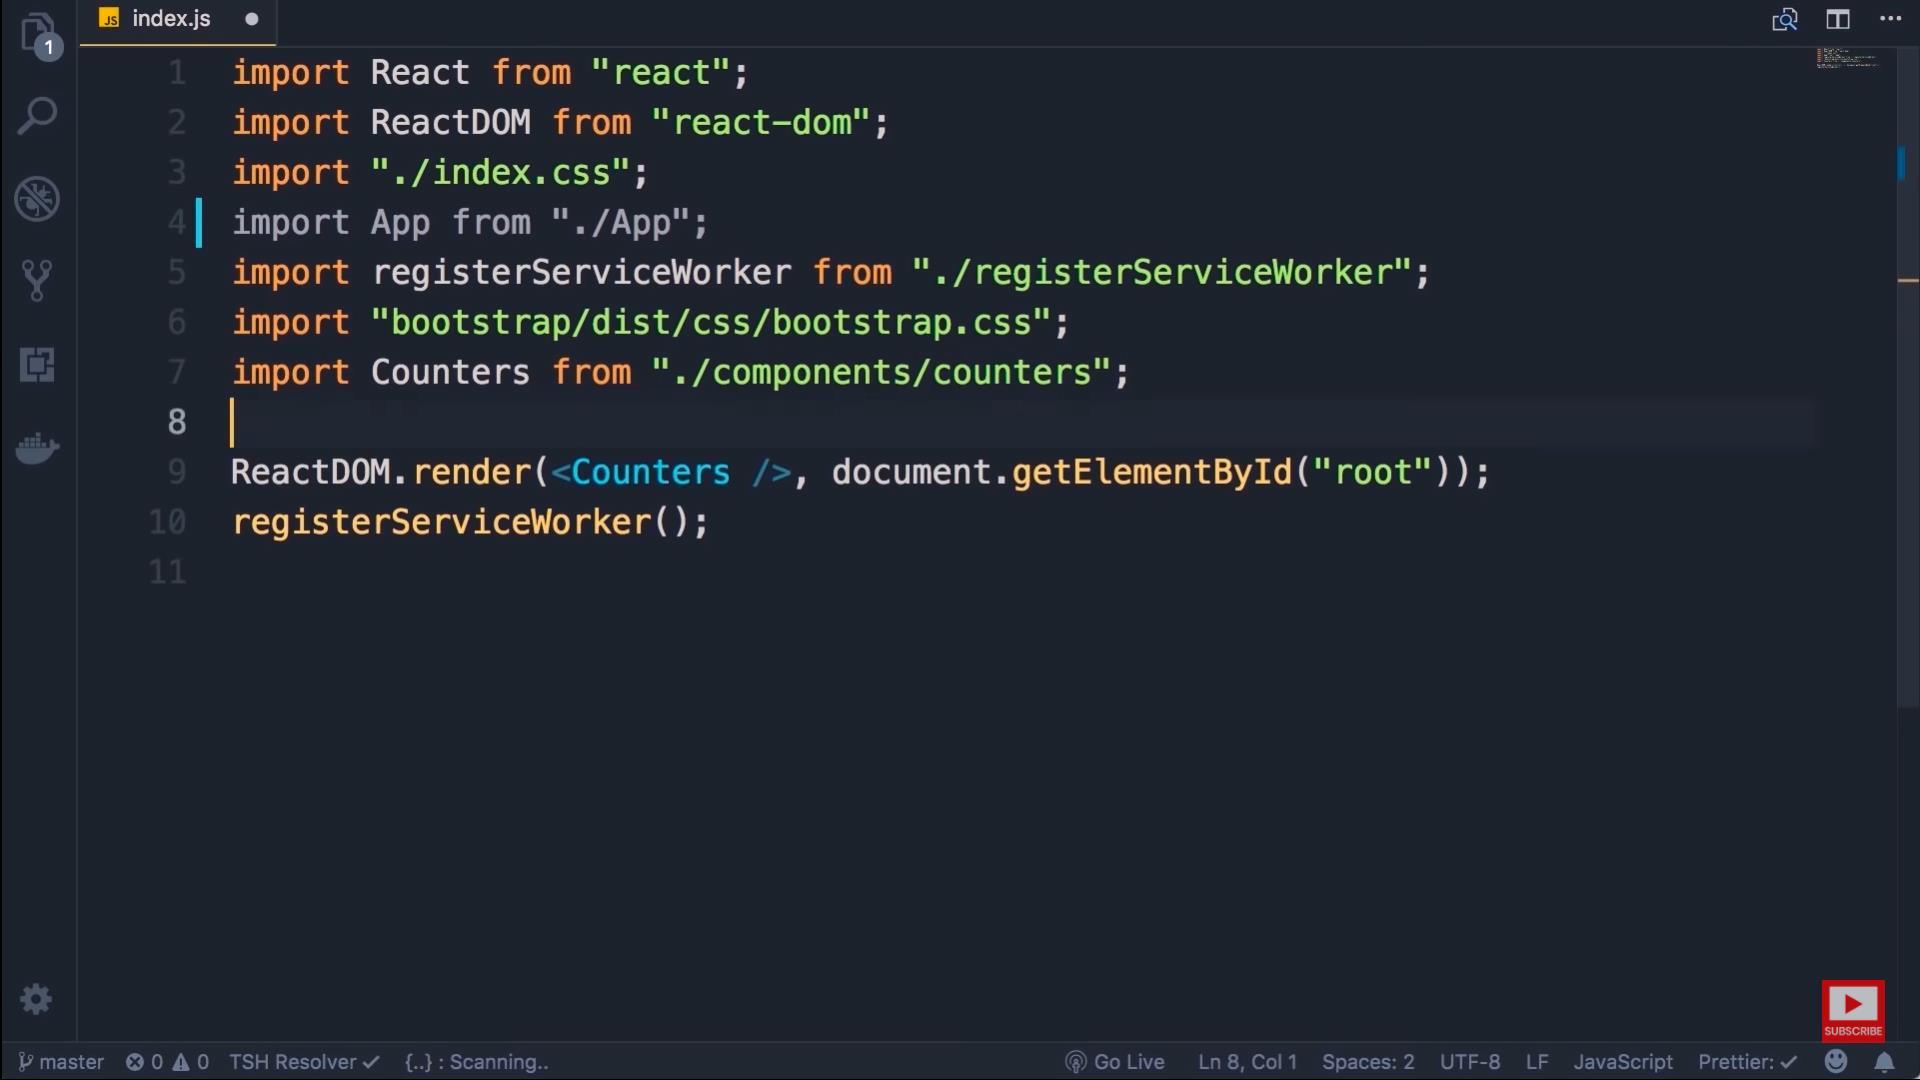 JS index.js
1
1 import React from "react";
2 import ReactDOM from "react-dom";
3 import "./index.css";
4 import App from "./App";
5 import registerServiceWorker from "./registerServiceWorker";
6 import "bootstrap/dist/css/bootstrap.css";
7 import Counters from "./components/counters";
8
9 ReactDOM.render(<Counters />, document.getElementById("root"));
10 registerServiceWorker();
11
SUBSCRIBE
master 0 0 TSH Resolver {..} : Scanning.. Go Live Ln 8, Col 1 Spaces: 2 UTF-8 LF JavaScript Prettier: